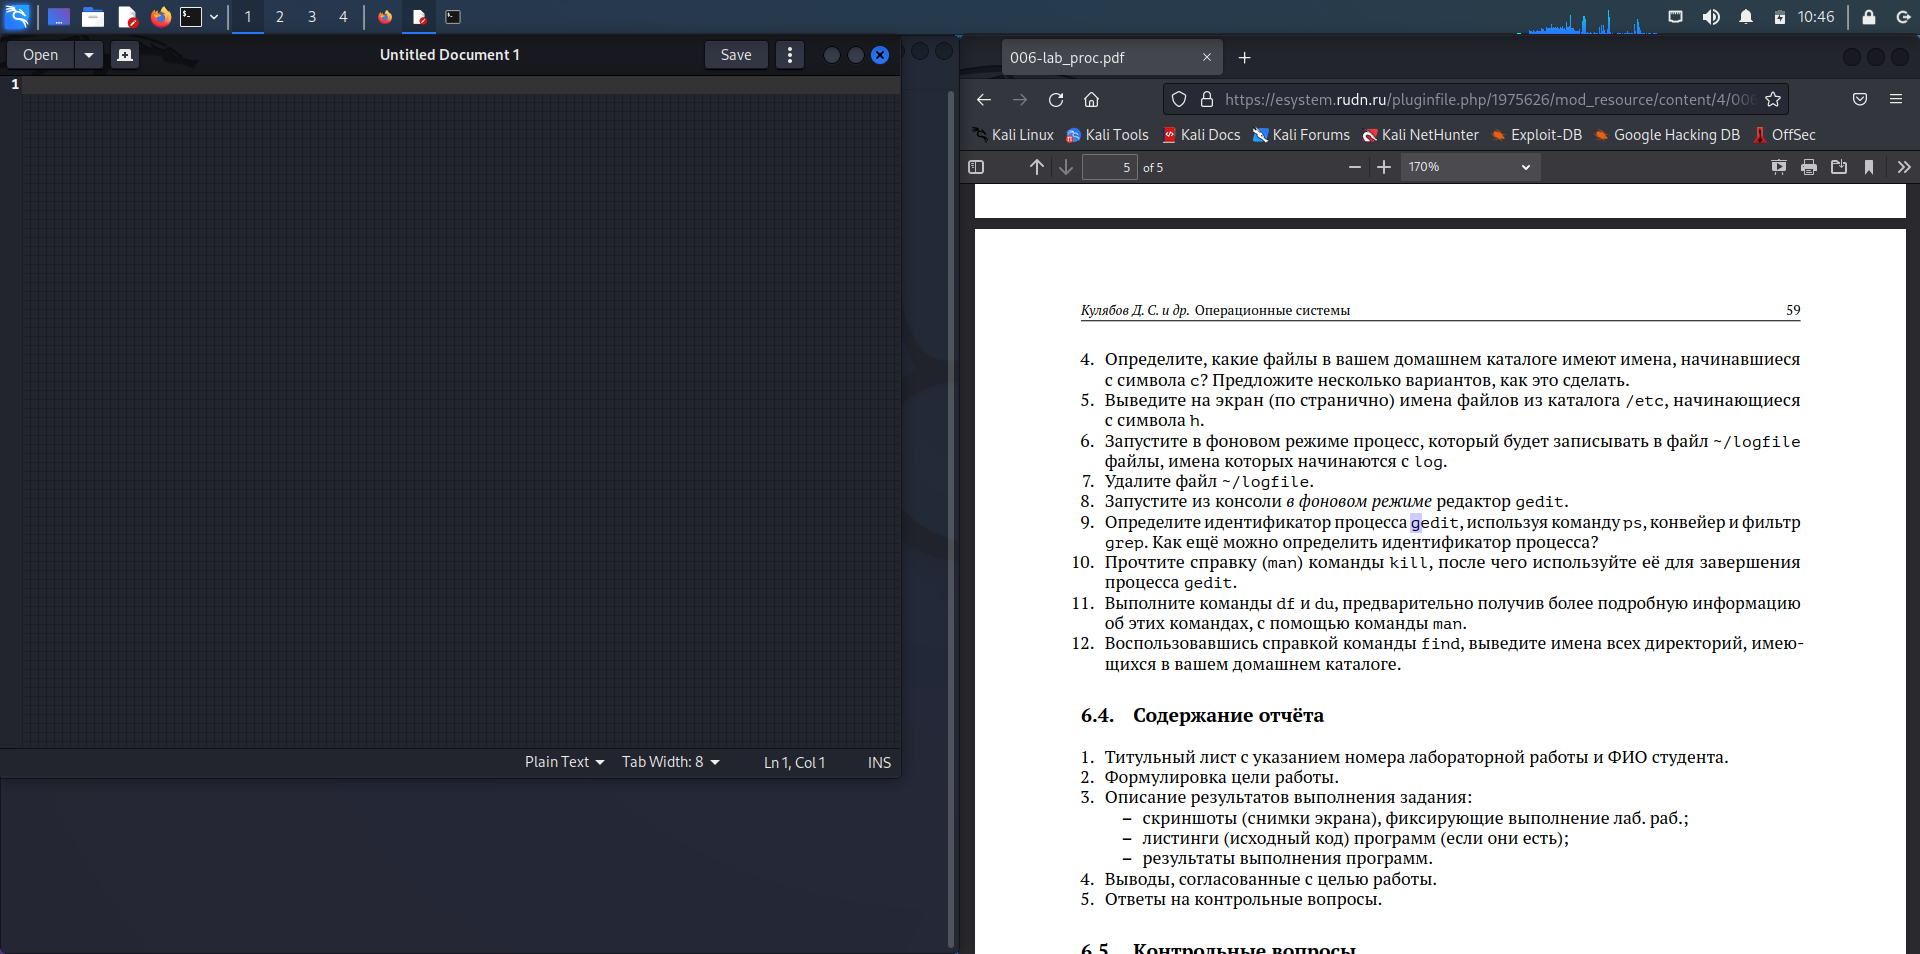 1 2 3 4 10:46
Open Untitled Document 1 Save
1
Plain Text Tab Width: 8 Ln 1, Col 1 INS
006-lab_proc.pdf
https://esystem.rudn.ru/pluginfile.php/1975626/mod_resource/content/4/006
Kali Linux Kali Tools Kali Docs Kali Forums Kali NetHunter Exploit-DB Google Hacking DB OffSec
5 of 5 170%
Кулябов Д. С. и др. Операционные системы 59
4. Определите, какие файлы в вашем домашнем каталоге имеют имена, начинавшиеся
с символа c? Предложите несколько вариантов, как это сделать.
5. Выведите на экран (по странично) имена файлов из каталога /etc, начинающиеся
с символа h.
6. Запустите в фоновом режиме процесс, который будет записывать в файл ~/logfile
файлы, имена которых начинаются с log.
7. Удалите файл ~/logfile.
8. Запустите из консоли в фоновом режиме редактор gedit.
9. Определите идентификатор процесса gedit, используя команду ps, конвейер и фильтр
grep. Как ещё можно определить идентификатор процесса?
10. Прочтите справку (man) команды kill, после чего используйте её для завершения
процесса gedit.
11. Выполните команды df и du, предварительно получив более подробную информацию
об этих командах, с помощью команды man.
12. Воспользовавшись справкой команды find, выведите имена всех директорий, имею-
щихся в вашем домашнем каталоге.
6.4. Содержание отчёта
1. Титульный лист с указанием номера лабораторной работы и ФИО студента.
2. Формулировка цели работы.
3. Описание результатов выполнения задания:
– скриншоты (снимки экрана), фиксирующие выполнение лаб. раб.;
– листинги (исходный код) программ (если они есть);
– результаты выполнения программ.
4. Выводы, согласованные с целью работы.
5. Ответы на контрольные вопросы.
6.5. Контрольные вопросы